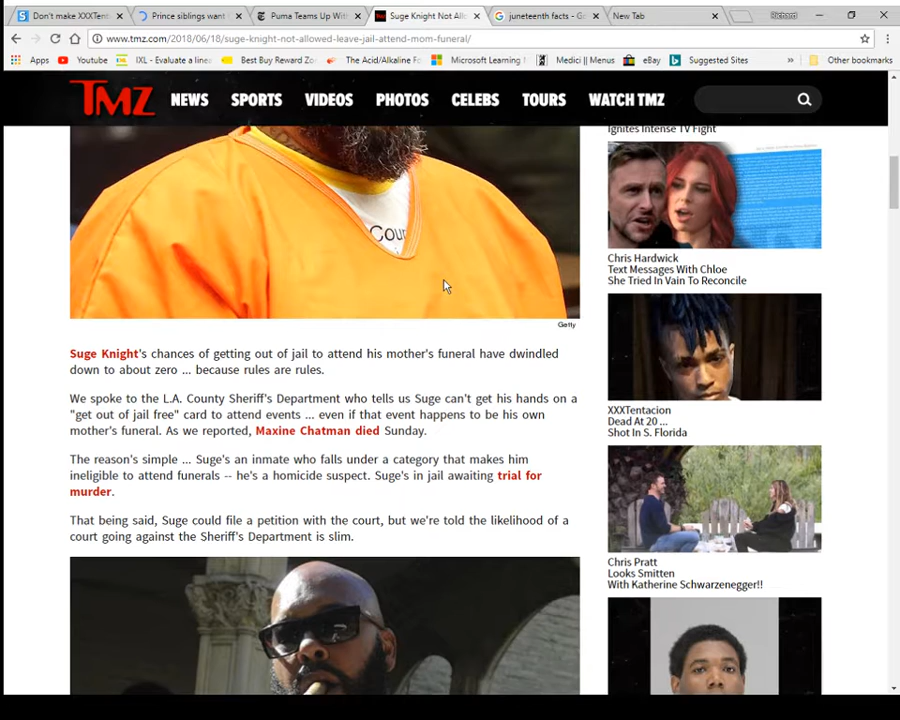 Don't make XXXTent
Prince siblings want
Puma Teams Up Wit
Suge Knight Not Allo
juneteenth facts - Go
New Tab
Richard
www.tmz.com/2018/06/18/suge-knight-not-allowed-leave-jail-attend-mom-funeral/
Apps
Youtube
IXL - Evaluate a line
Best Buy Reward Zo
The Acid/Alkaline Fo
Microsoft Learning
Medici || Menus
eBay
Suggested Sites
»
Other bookmarks
TMZ
NEWS
SPORTS
VIDEOS
PHOTOS
CELEBS
TOURS
WATCH TMZ
Cour
Getty
Suge Knight's chances of getting out of jail to attend his mother's funeral have dwindled
down to about zero ... because rules are rules.
We spoke to the L.A. County Sheriff's Department who tells us Suge can't get his hands on a
"get out of jail free" card to attend events ... even if that event happens to be his own
mother's funeral. As we reported, Maxine Chatman died Sunday.
The reason's simple ... Suge's an inmate who falls under a category that makes him
ineligible to attend funerals -- he's a homicide suspect. Suge's in jail awaiting trial for
murder.
That being said, Suge could file a petition with the court, but we're told the likelihood of a
court going against the Sheriff's Department is slim.
Ignites Intense TV Fight
Chris Hardwick
Text Messages With Chloe
She Tried In Vain To Reconcile
XXXTentacion
Dead At 20 ...
Shot In S. Florida
Chris Pratt
Looks Smitten
With Katherine Schwarzenegger!!